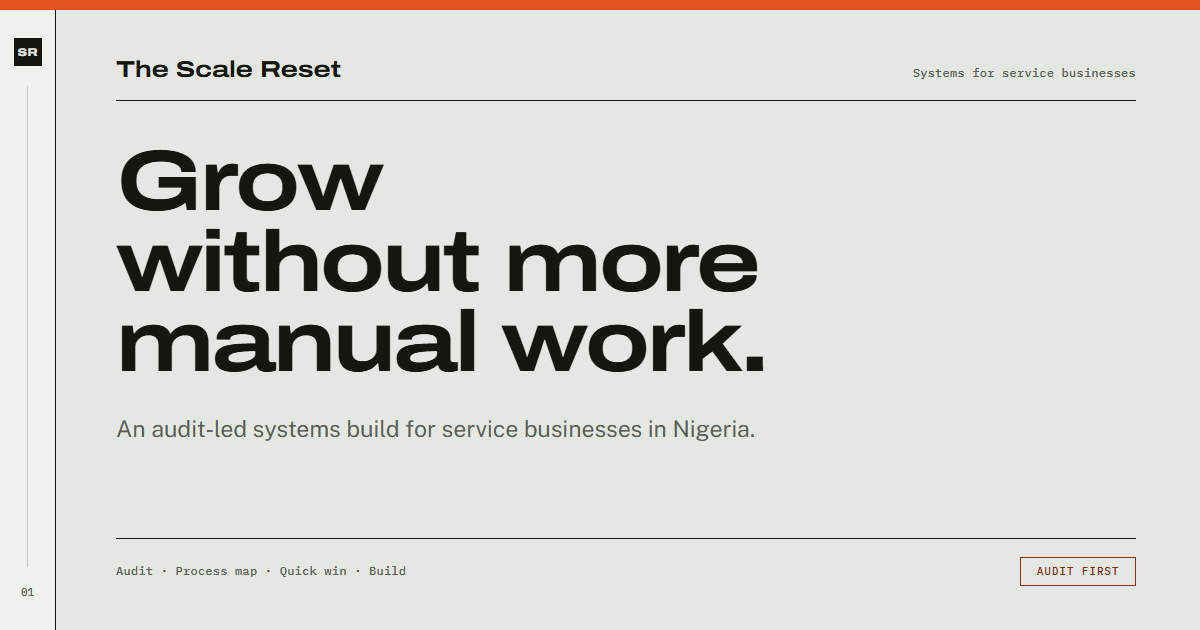 SR
The Scale Reset
Systems for service businesses
Grow
without more
manual work.
An audit-led systems build for service businesses in Nigeria.
Audit · Process map · Quick win · Build
AUDIT FIRST
01